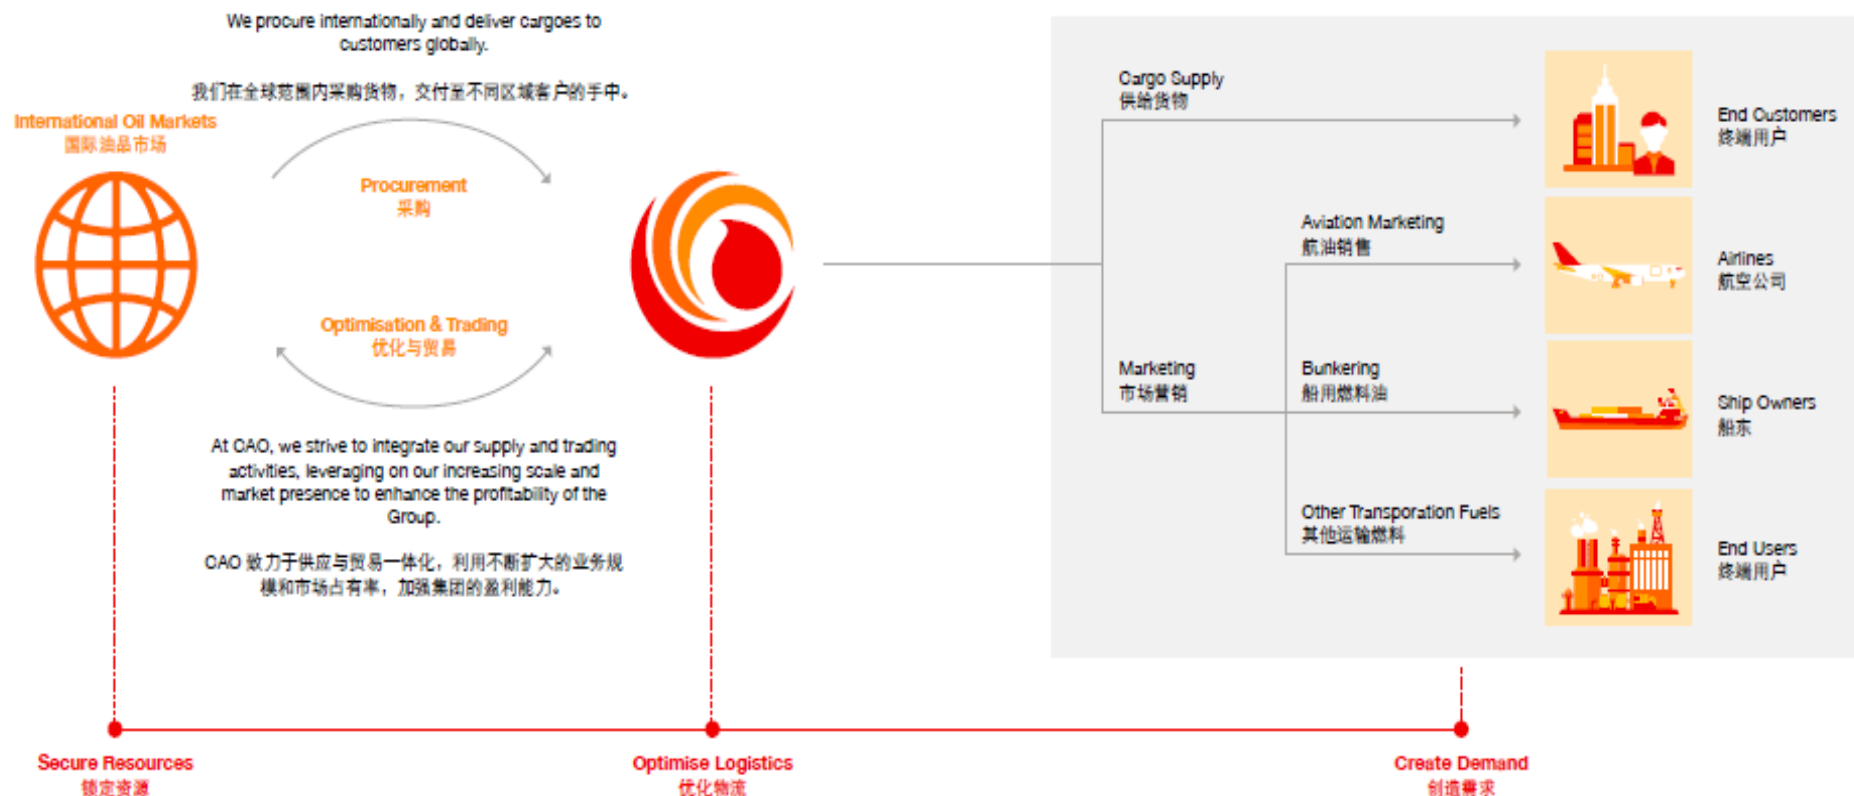 We procure internationally and deliver cargoes to
customers globally.
我们在全球范围内采购货物，交付至不同区域客户的手中。
International Oil Markets
国际油品市场
Procurement
采购
Optimisation & Trading
优化与贸易
At CAO, we strive to integrate our supply and trading
activities, leveraging on our increasing scale and
market presence to enhance the profitability of the
Group.
CAO 致力于供应与贸易一体化，利用不断扩大的业务规
模和市场占有率，加强集团的盈利能力。
Cargo Supply
供给货物
End Customers
终端用户
Aviation Marketing
航油销售
Airlines
航空公司
Marketing
市场营销
Bunkering
船用燃料油
Ship Owners
船东
Other Transporation Fuels
其他运输燃料
End Users
终端用户
Secure Resources
锁定资源
Optimise Logistics
优化物流
Create Demand
创造需求